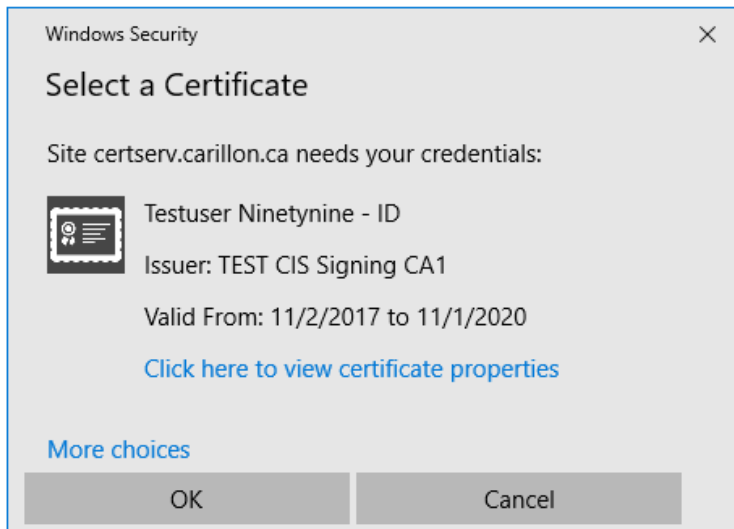 Windows Security
Select a Certificate
Site certserv.carillon.ca needs your credentials:
Testuser Ninetynine - ID
Issuer: TEST CIS Signing CA1
Valid From: 11/2/2017 to 11/1/2020
Click here to view certificate properties
More choices
OK
Cancel